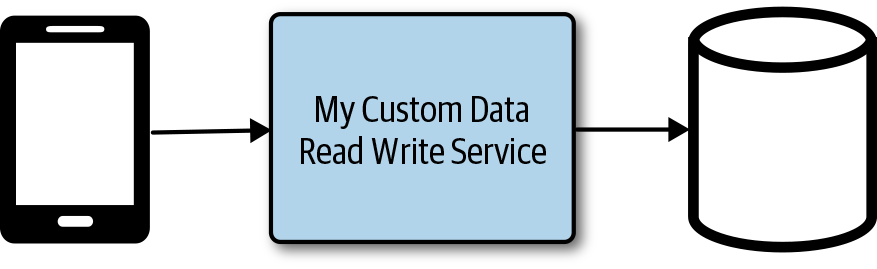 My Custom Data
Read Write Service